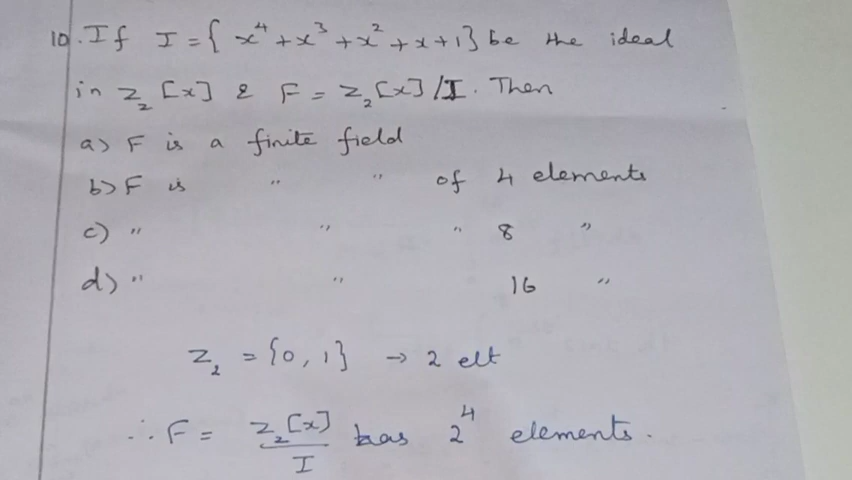 10. If I = { x⁴ + x³ + x² + x + 1 } be the ideal
in Z₂ [x] & F = Z₂ [x] / I. Then
a) F is a finite field
b) F is " " of 4 elements
c) " " " 8 "
d) " " 16 "
Z₂ = {0, 1} → 2 elt
∴ F = Z₂[x] / I has 2⁴ elements.